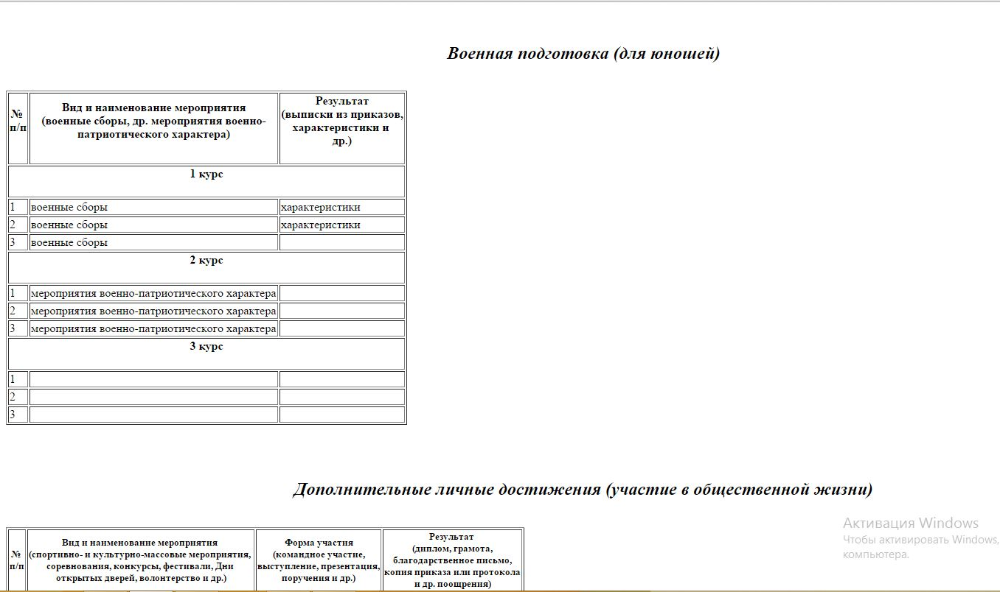 Военная подготовка (для юношей)
№ п/п
Вид и наименование мероприятия
(военные сборы, др. мероприятия военно-
патриотического характера)
Результат
(выписки из приказов,
характеристики и
др.)
1 курс
1 военные сборы характеристики
2 военные сборы характеристики
3 военные сборы
2 курс
1 мероприятия военно-патриотического характера
2 мероприятия военно-патриотического характера
3 мероприятия военно-патриотического характера
3 курс
1
2
3
Дополнительные личные достижения (участие в общественной жизни)
№ п/п
Вид и наименование мероприятия
(спортивно- и культурно-массовые мероприятия,
соревнования, конкурсы, фестивали, Дни
открытых дверей, волонтерство и др.)
Форма участия
(командное участие,
выступление, презентация,
поручения и др.)
Результат
(диплом, грамота,
благодарственное письмо,
копия приказа или протокола
и др. поощрения)
Активация Windows
Чтобы активировать Windows,
компьютера.